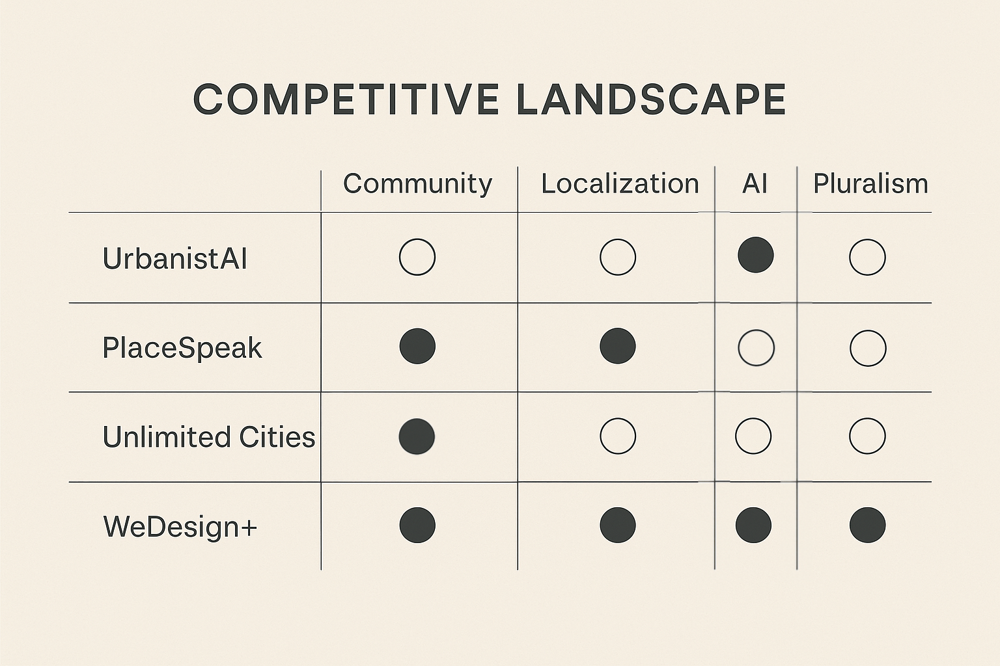 COMPETITIVE LANDSCAPE
Community Localization AI Pluralism
UrbanistAI
PlaceSpeak
Unlimited Cities
WeDesign+